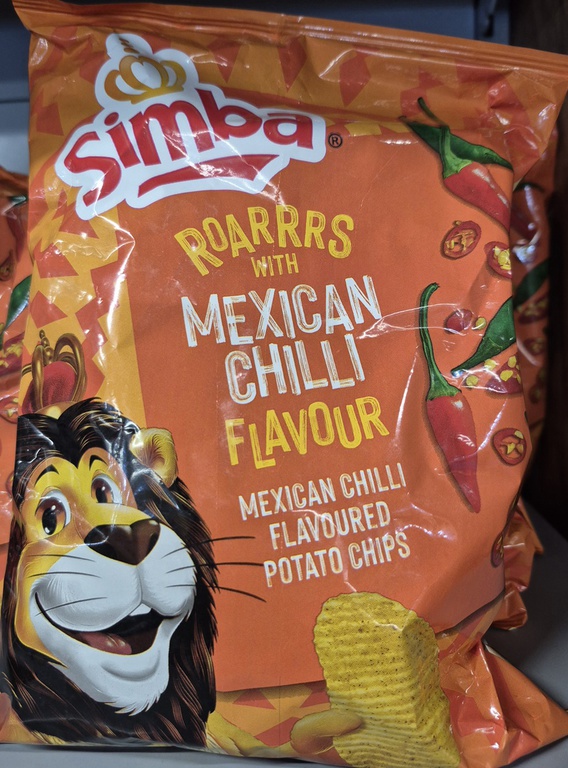 Simba®
ROARRRS
WITH
MEXICAN
CHILLI
FLAVOUR
MEXICAN CHILLI
FLAVOURED
POTATO CHIPS